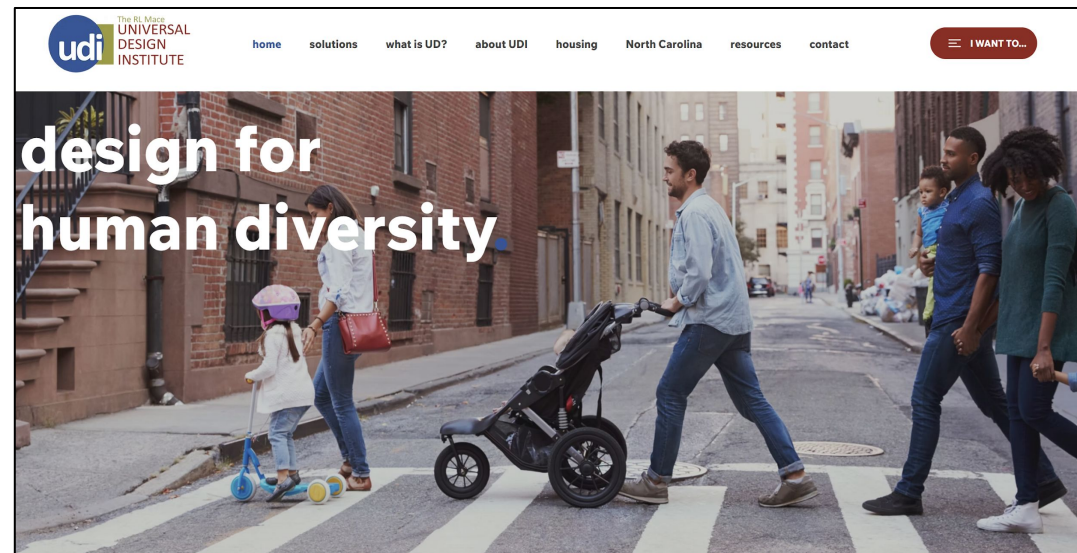 The RL Mace
udi UNIVERSAL
DESIGN
INSTITUTE
home solutions what is UD? about UDI housing North Carolina resources contact
I WANT TO...
design for
human diversity